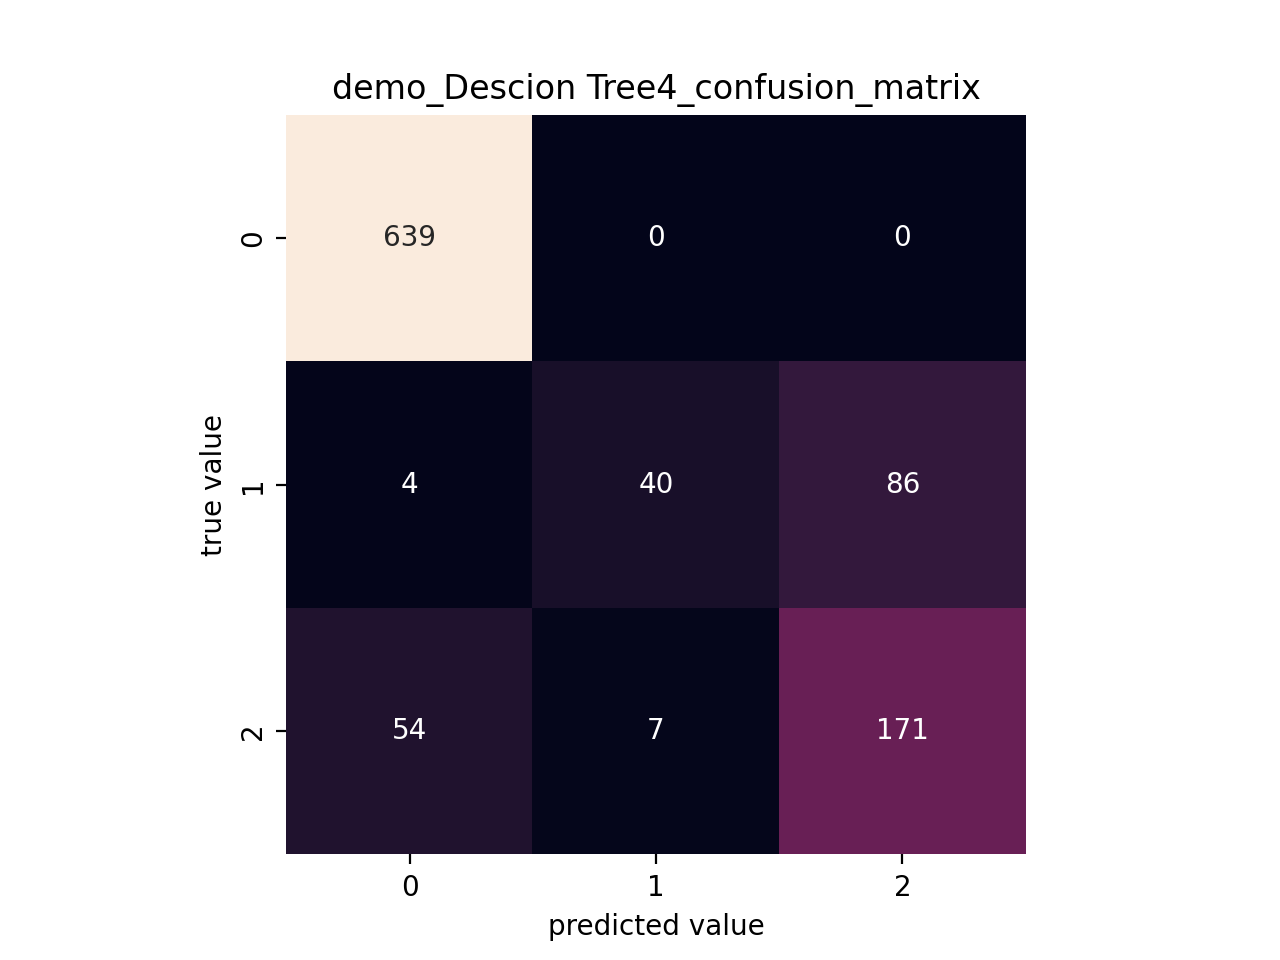 demo_Descion Tree4_confusion_matrix
0 639 0 0
1 4 40 86
2 54 7 171
0 1 2
true value
predicted value